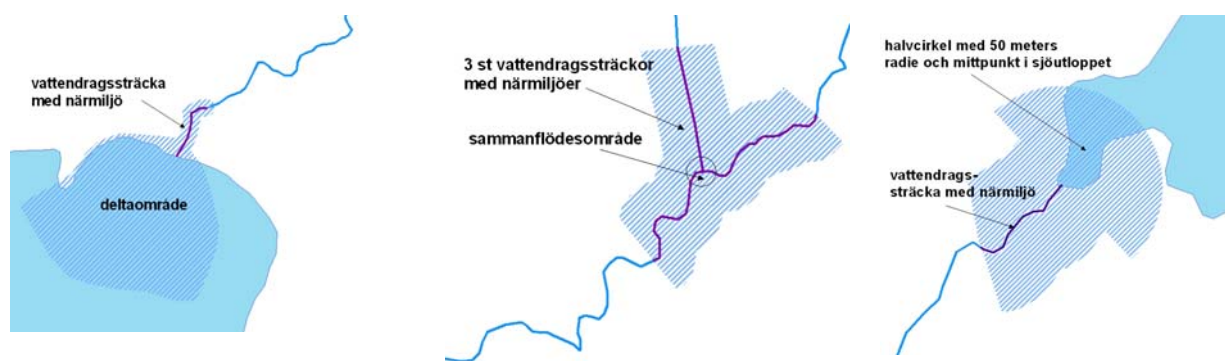 vattendragssträcka
med närmiljö
deltaområde
3 st vattendragssträckor
med närmiljöer
sammanflödesområde
halvcirkel med 50 meters
radie och mittpunkt i sjöutloppet
vattendrags-
sträcka med närmiljö